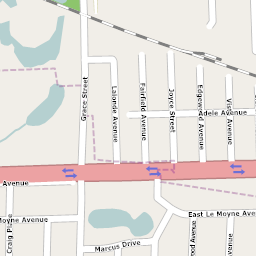 Grace Street
Lalonde Avenue
Fairfield Avenue
Joyce Street
Edgewood Avenue
Adele Avenue
Avenue
Moyne Avenue
Craig Place
East Le Moyne Avenue
Marcus Drive
Avenue